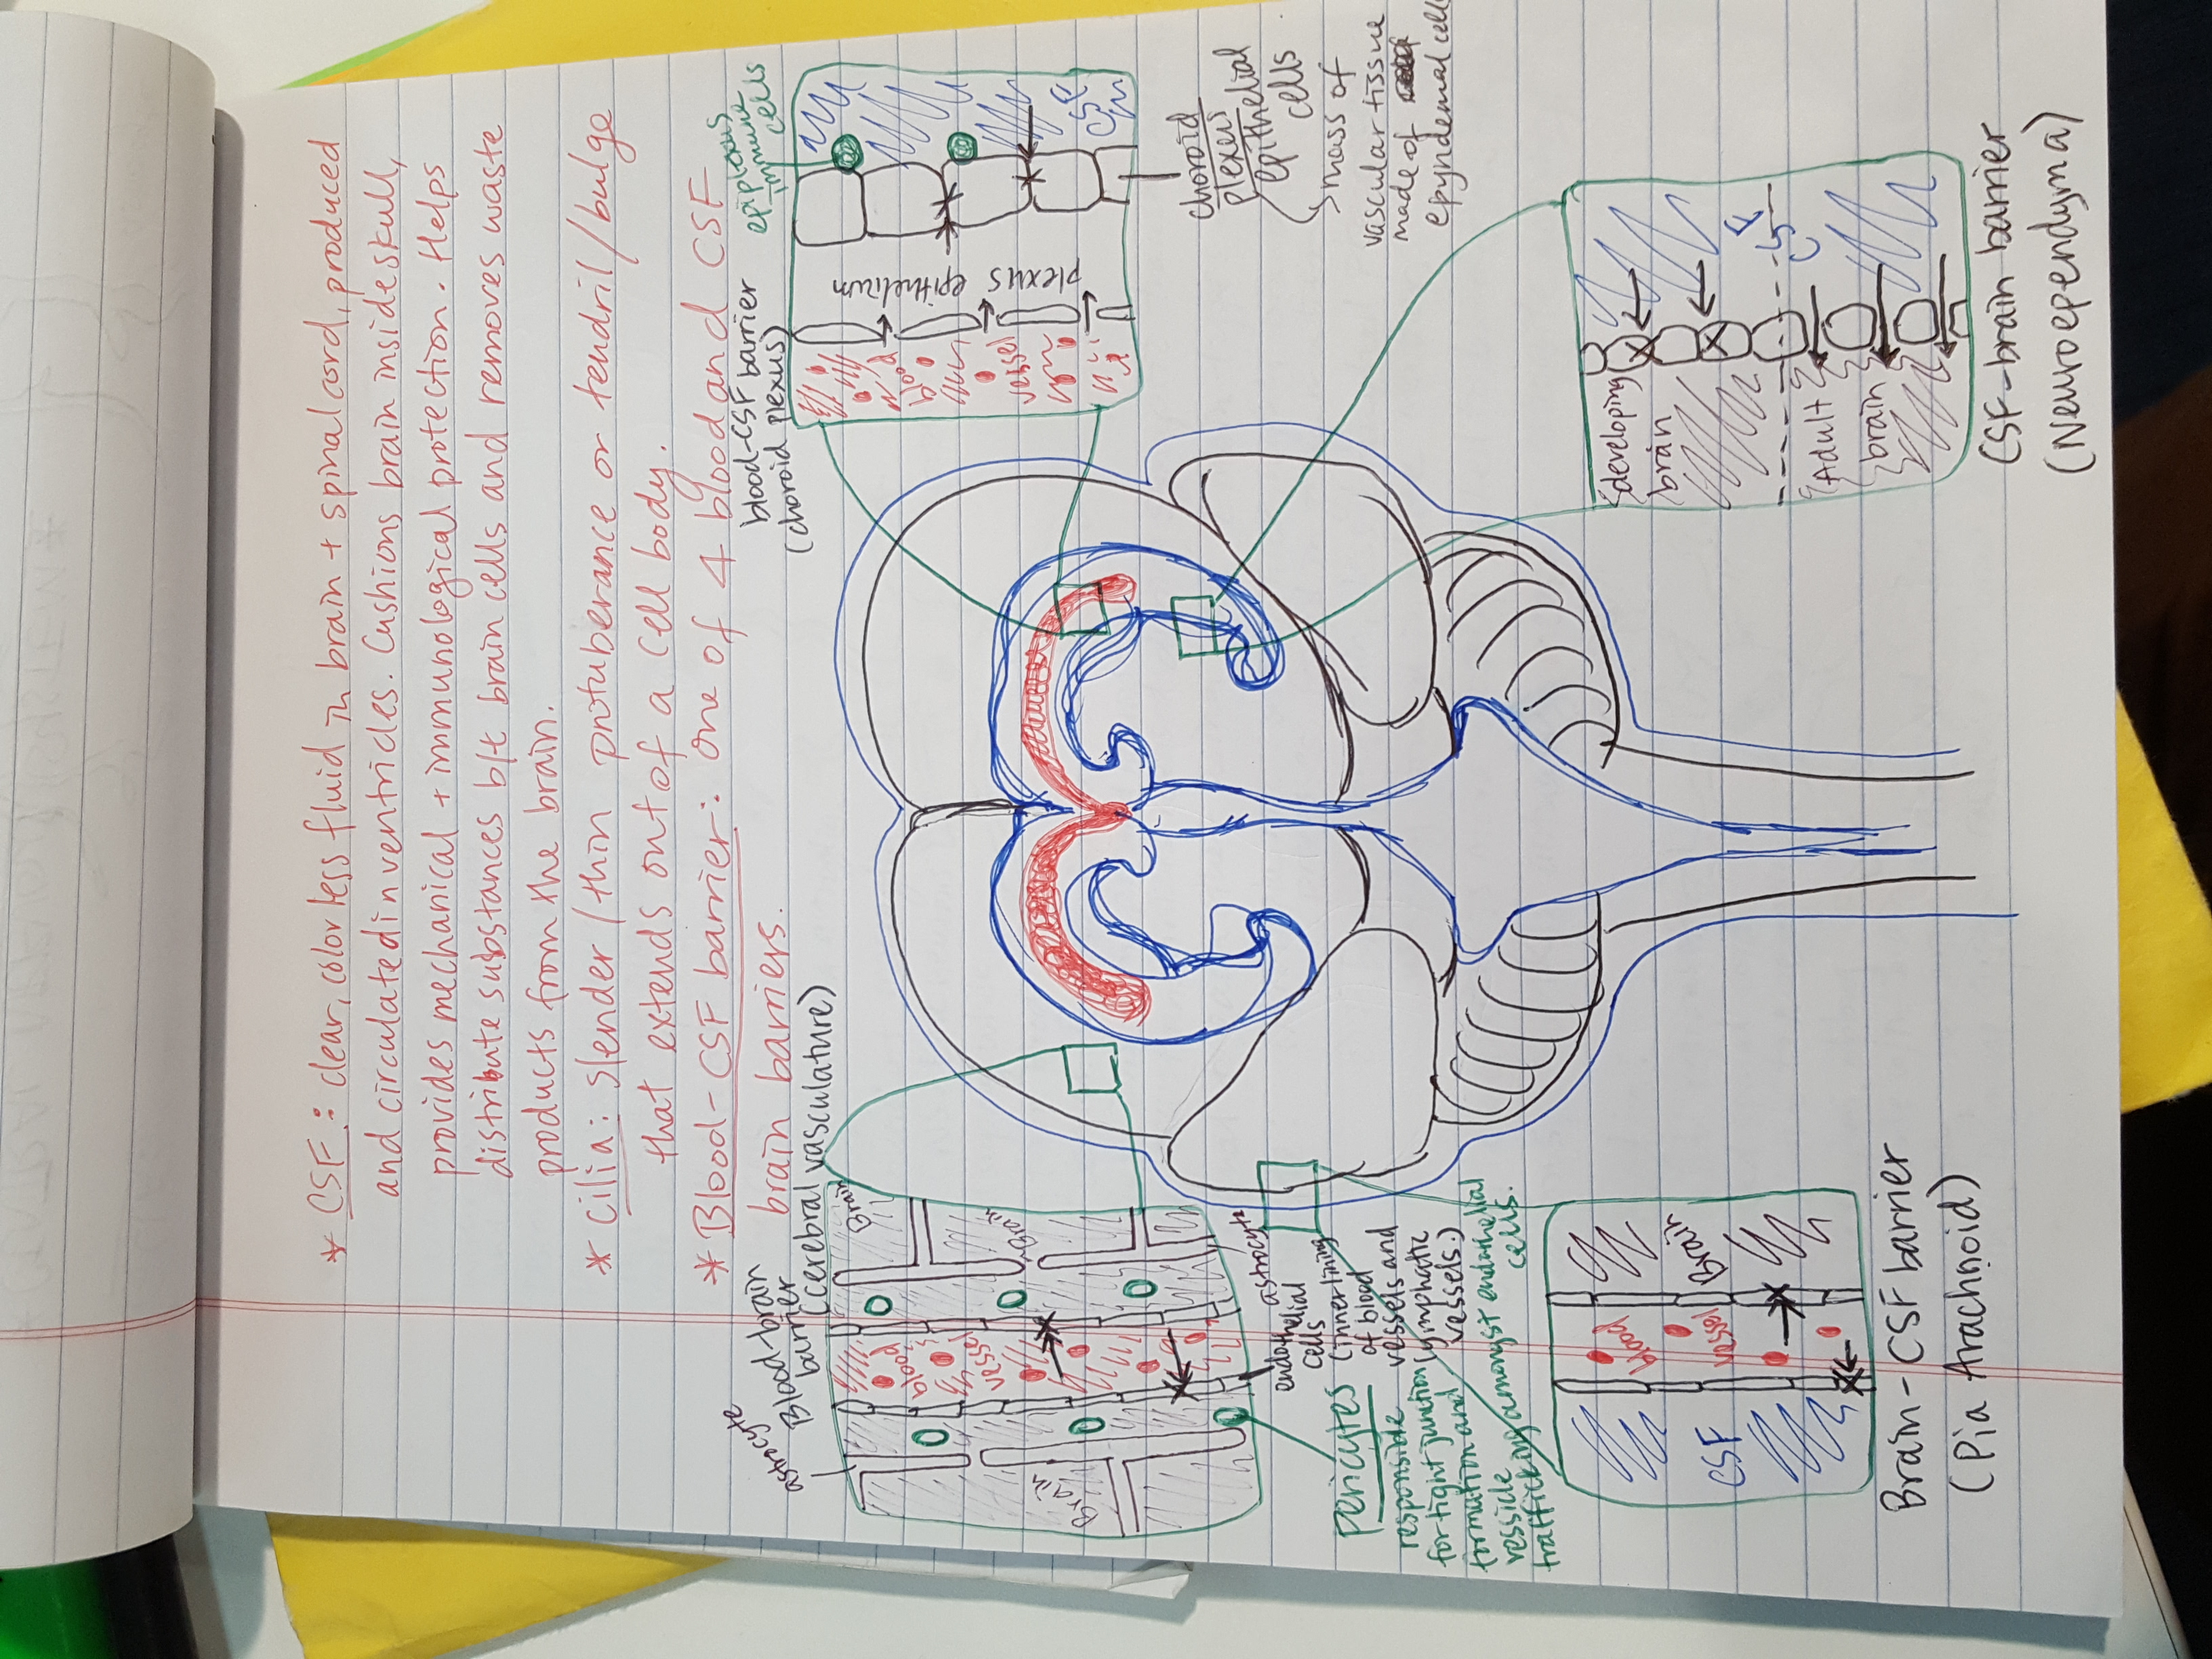 * CSF: clear, colorless fluid in brain + spinal cord, produced
and circulated in ventricles. Cushions brain inside skull,
provides mechanical + immunological protection. Helps
distribute substances b/t brain cells and removes waste
products from the brain.
* Cilia: slender/thin protuberance or tendril/bulge
that extends out of a cell body.
* Blood-CSF barrier: one of 4 blood and CSF
brain barriers.
astrocyte
Blood-brain
barrier
(cerebral vasculature)
Brain
blood
vessel
Brain
Brain
astrocyte
endothelial
cells
(inner lining
of blood
vessels and
lymphatic
vessels.)
Pericytes
responsible
for tight junction
formation and
vessicle
trafficking amongst endothelial
cells.
blood-CSF barrier
(choroid plexus)
epiplexus
immune
cells
blood
vessel
plexus epithelium
CSF
choroid
plexus
epithelial
cells
mass of
vascular tissue
made of
epyndemal cells
CSF
blood
vessel
Brain
Brain-CSF barrier
(Pia Arachnoid)
developing
brain
CSF
Adult
brain
CSF-brain barrier
(Neuroependyma)